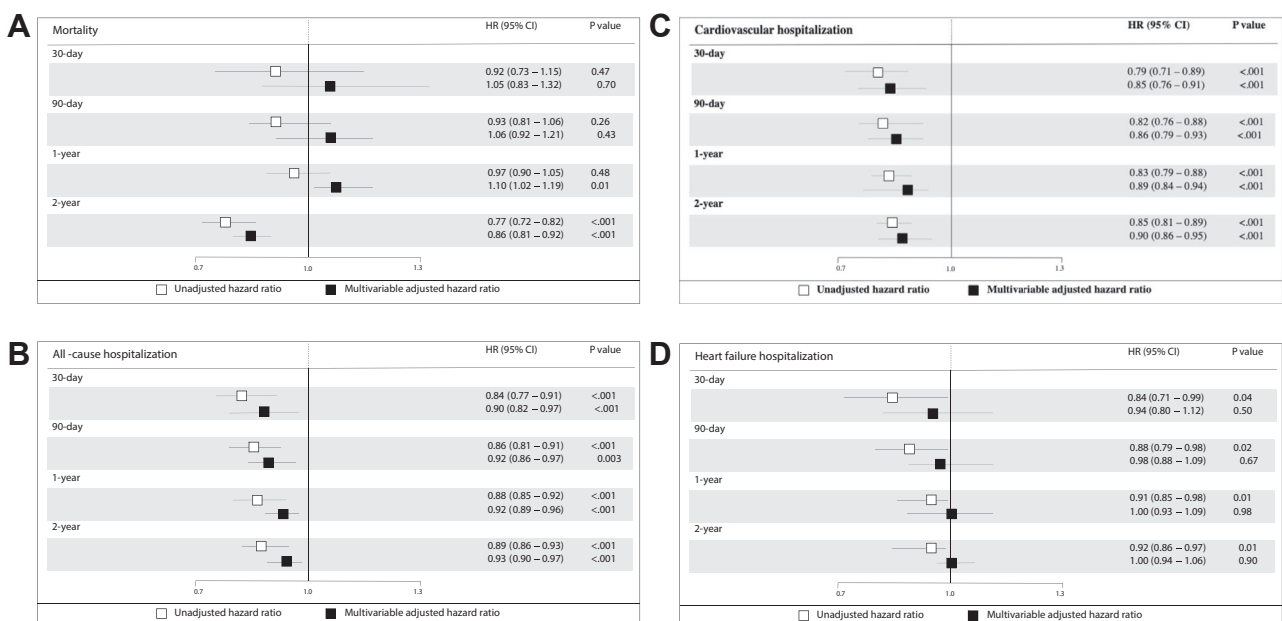 A
Mortality HR (95% CI) P value
30-day
0.92 (0.73 – 1.15) 0.47
1.05 (0.83 – 1.32) 0.70
90-day
0.93 (0.81 – 1.06) 0.26
1.06 (0.92 – 1.21) 0.43
1-year
0.97 (0.90 – 1.05) 0.48
1.10 (1.02 – 1.19) 0.01
2-year
0.77 (0.72 – 0.82) <.001
0.86 (0.81 – 0.92) <.001
0.7 1.0 1.3
Unadjusted hazard ratio Multivariable adjusted hazard ratio
B
All -cause hospitalization HR (95% CI) P value
30-day
0.84 (0.77 – 0.91) <.001
0.90 (0.82 – 0.97) <.001
90-day
0.86 (0.81 – 0.91) <.001
0.92 (0.86 – 0.97) 0.003
1-year
0.88 (0.85 – 0.92) <.001
0.92 (0.89 – 0.96) <.001
2-year
0.89 (0.86 – 0.93) <.001
0.93 (0.90 – 0.97) <.001
0.7 1.0 1.3
Unadjusted hazard ratio Multivariable adjusted hazard ratio
C
Cardiovascular hospitalization HR (95% CI) P value
30-day
0.79 (0.71 – 0.89) <.001
0.85 (0.76 – 0.91) <.001
90-day
0.82 (0.76 – 0.88) <.001
0.86 (0.79 – 0.93) <.001
1-year
0.83 (0.79 – 0.88) <.001
0.89 (0.84 – 0.94) <.001
2-year
0.85 (0.81 – 0.89) <.001
0.90 (0.86 – 0.95) <.001
0.7 1.0 1.3
Unadjusted hazard ratio Multivariable adjusted hazard ratio
D
Heart failure hospitalization HR (95% CI) P value
30-day
0.84 (0.71 – 0.99) 0.04
0.94 (0.80 – 1.12) 0.50
90-day
0.88 (0.79 – 0.98) 0.02
0.98 (0.88 – 1.09) 0.67
1-year
0.91 (0.85 – 0.98) 0.01
1.00 (0.93 – 1.09) 0.98
2-year
0.92 (0.86 – 0.97) 0.01
1.00 (0.94 – 1.06) 0.90
0.7 1.0 1.3
Unadjusted hazard ratio Multivariable adjusted hazard ratio